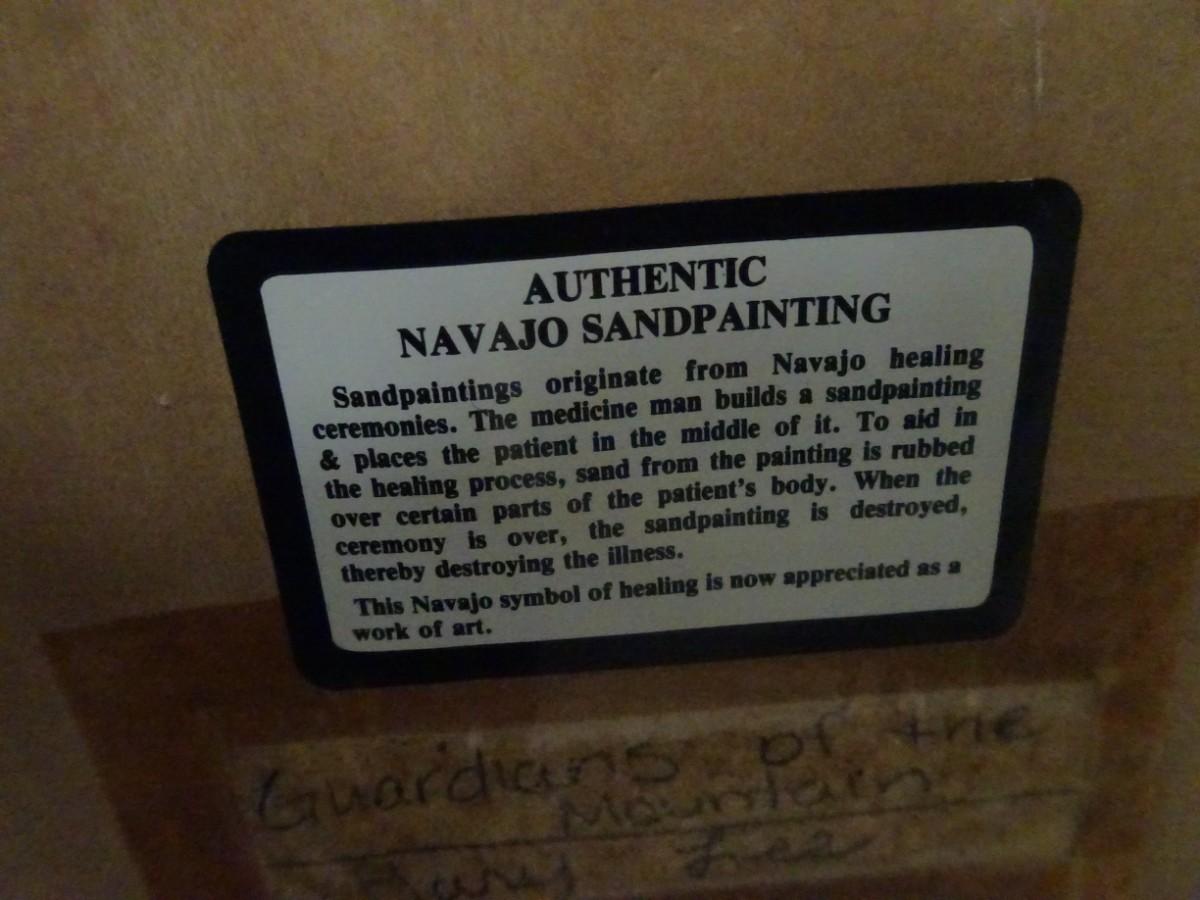 AUTHENTIC
NAVAJO SANDPAINTING
Sandpaintings originate from Navajo healing
ceremonies. The medicine man builds a sandpainting
& places the patient in the middle of it. To aid in
the healing process, sand from the painting is rubbed
over certain parts of the patient's body. When the
ceremony is over, the sandpainting is destroyed,
thereby destroying the illness.
This Navajo symbol of healing is now appreciated as a
work of art.
Guardians of the
Mountain
Lee